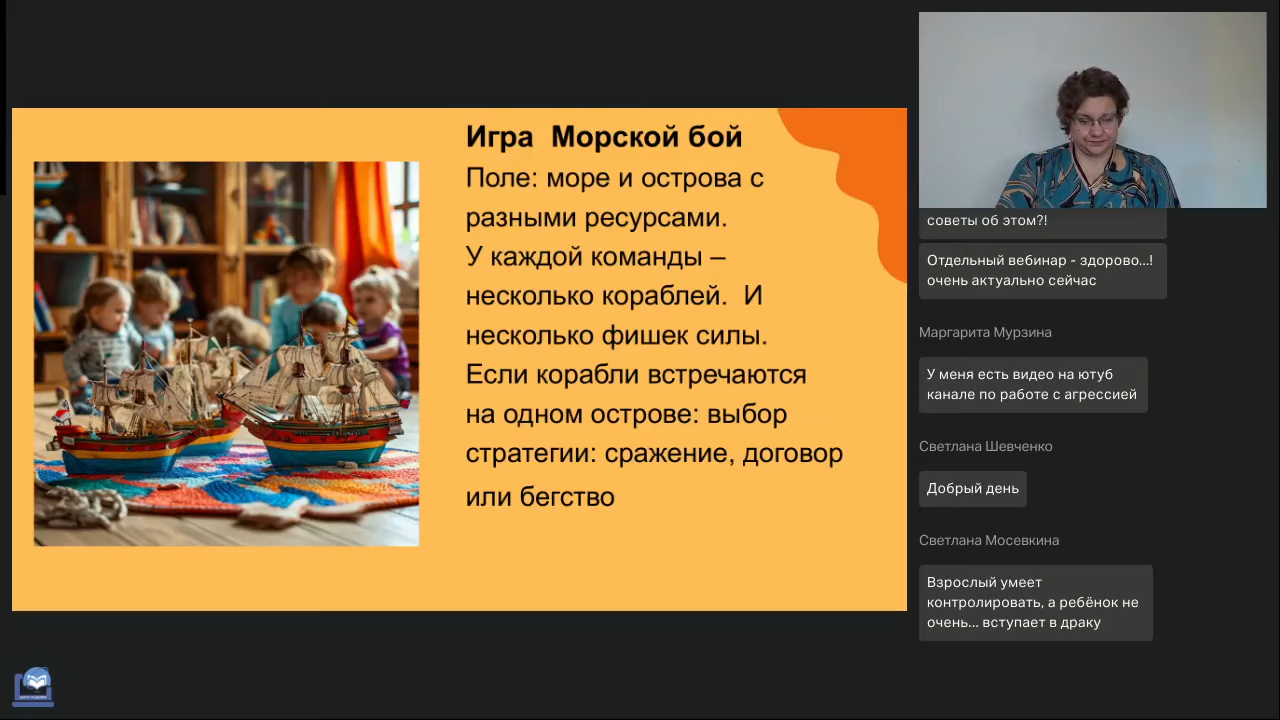 Игра Морской бой
Поле: море и острова с
разными ресурсами.
У каждой команды –
несколько кораблей. И
несколько фишек силы.
Если корабли встречаются
на одном острове: выбор
стратегии: сражение, договор
или бегство
советы об этом?!
Отдельный вебинар - здорово...!
очень актуально сейчас
Маргарита Мурзина
У меня есть видео на ютуб
канале по работе с агрессией
Светлана Шевченко
Добрый день
Светлана Мосевкина
Взрослый умеет
контролировать, а ребёнок не
очень... вступает в драку